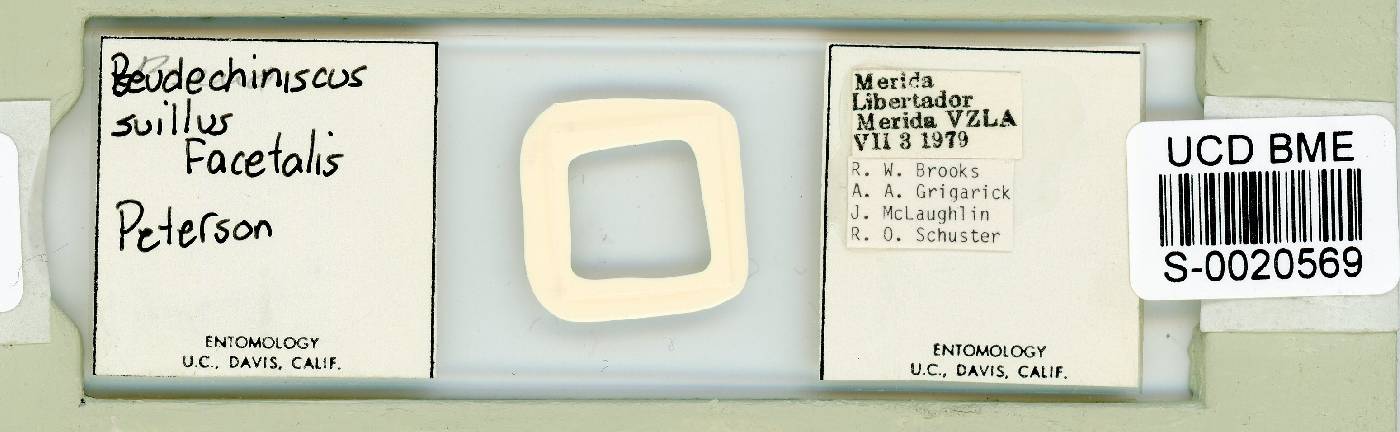 Pseudechiniscus
suillus
Facetalis
Peterson
ENTOMOLOGY
U.C., DAVIS, CALIF.
Merida
Libertador
Merida VZLA
VII 3 1979
R. W. Brooks
A. A. Grigarick
J. McLaughlin
R. O. Schuster
ENTOMOLOGY
U.C., DAVIS, CALIF.
UCD BME
S-0020569